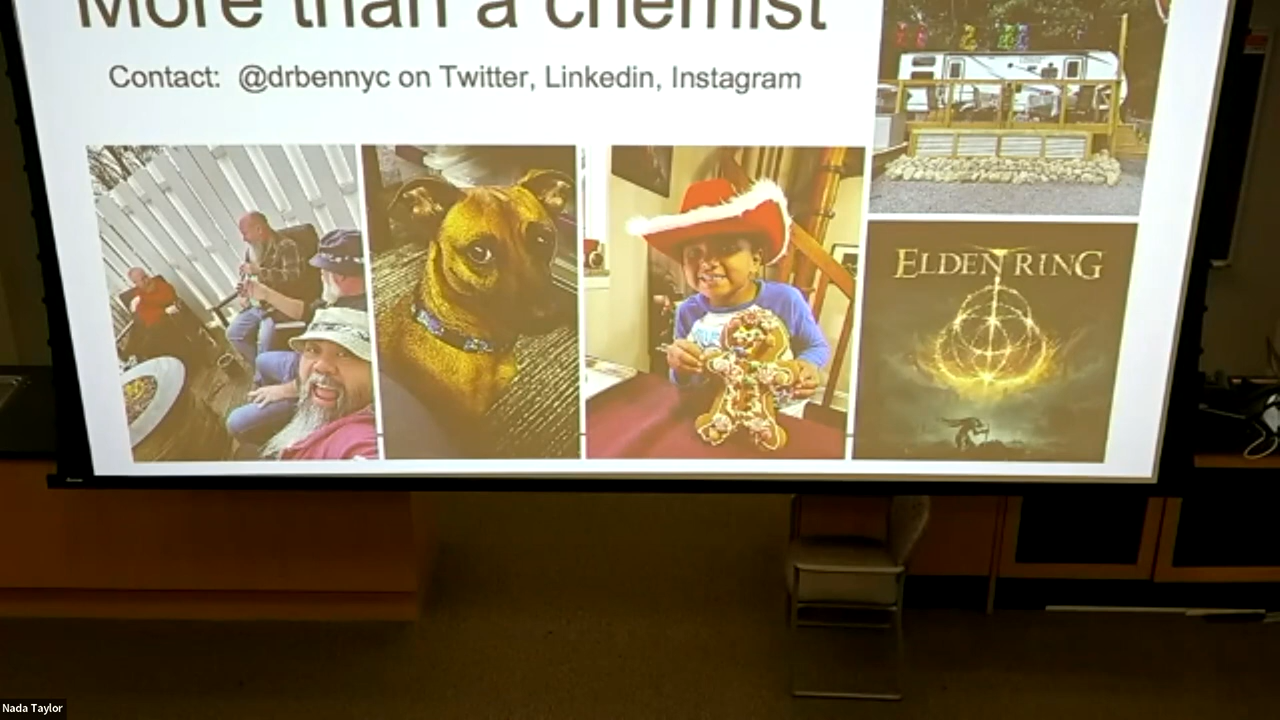 More than a chemist
Contact: @drbennyc on Twitter, Linkedin, Instagram
ELDEN RING
Nada Taylor